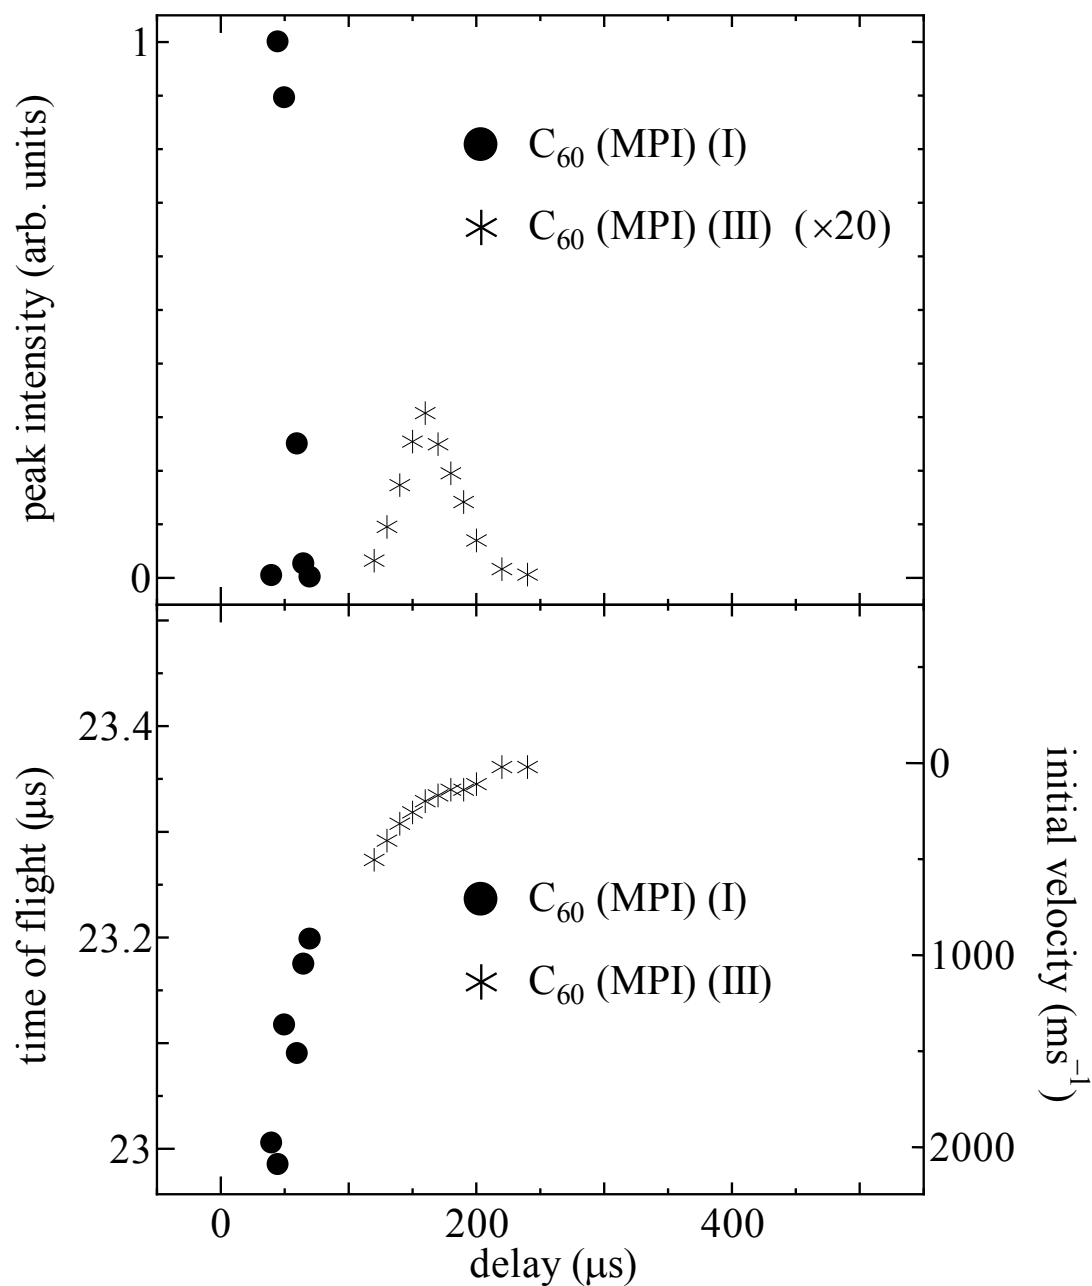 1
0
peak intensity (arb. units)
C₆₀ (MPI) (I)
C₆₀ (MPI) (III) (×20)
23.4
23.2
23
time of flight (μs)
0
1000
2000
initial velocity (ms⁻¹)
C₆₀ (MPI) (I)
C₆₀ (MPI) (III)
0 200 400
delay (μs)